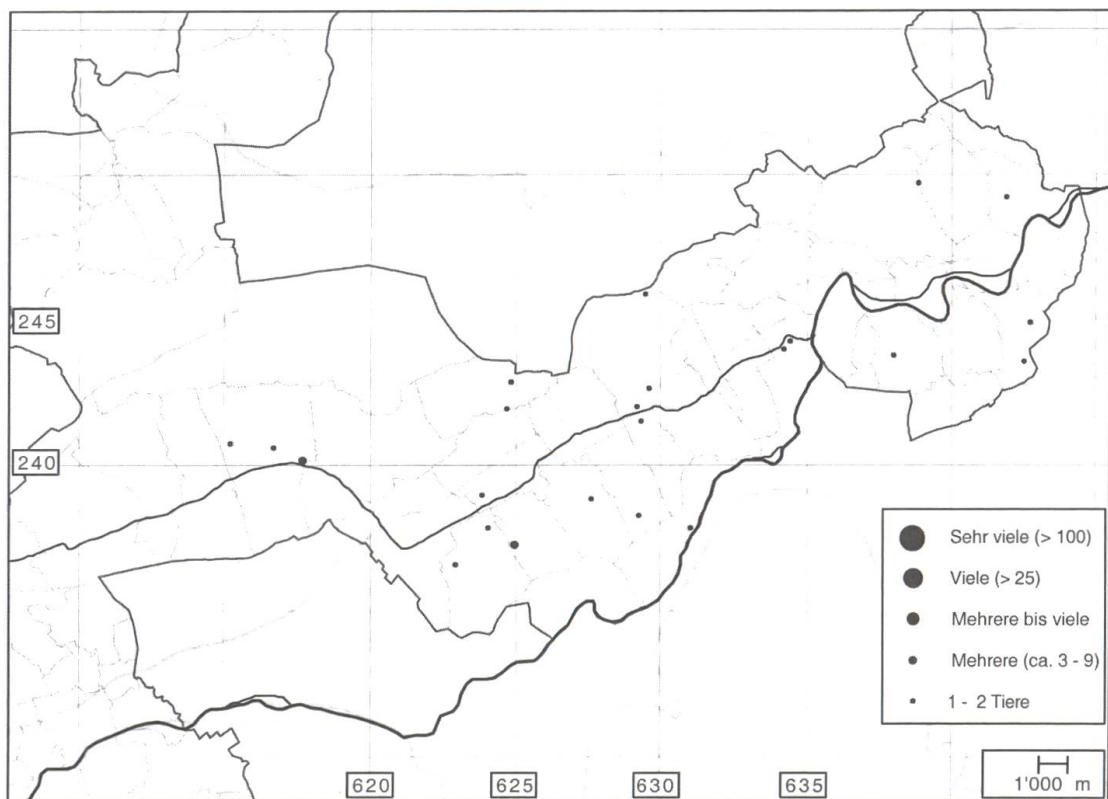 245
240
Sehr viele (> 100)
Viele (> 25)
Mehrere bis viele
Mehrere (ca. 3 - 9)
1 - 2 Tiere
620 625 630 635
1'000 m